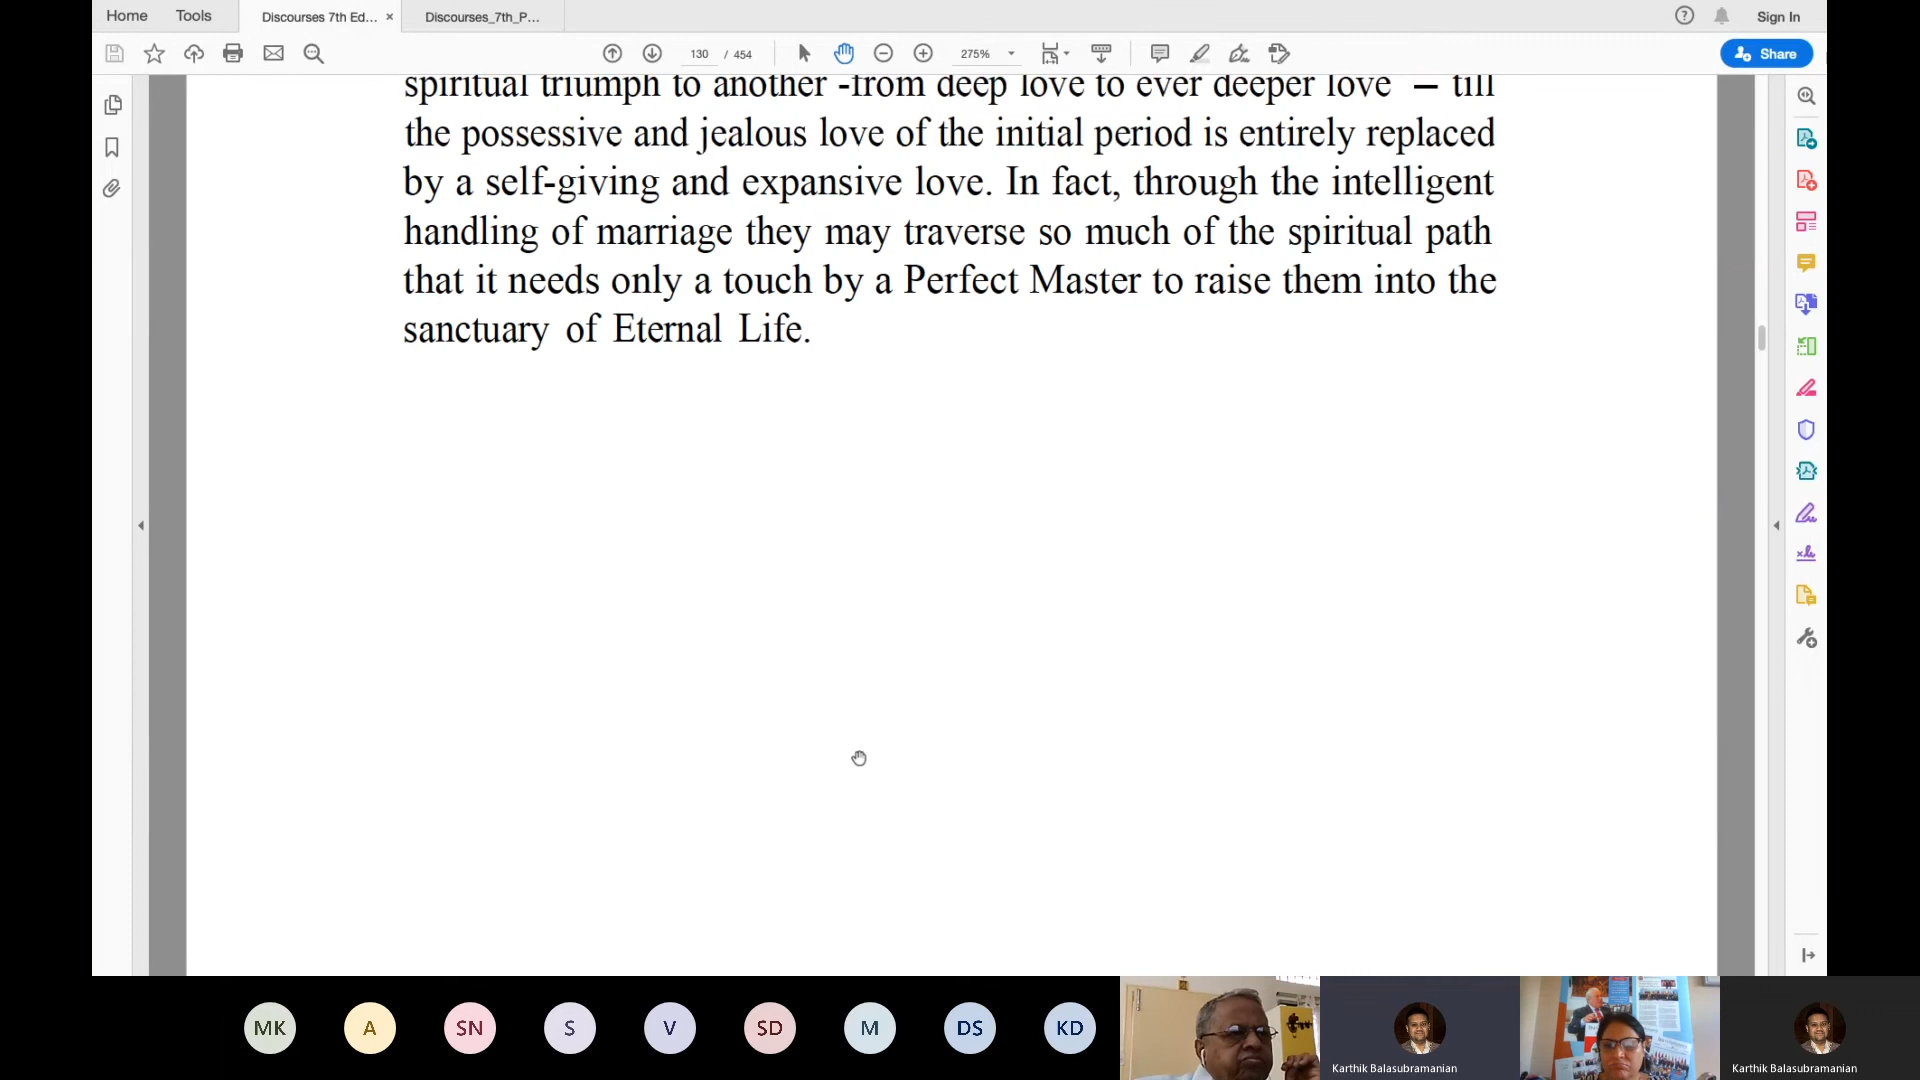 Home
Tools
Discourses 7th Ed... ×
Discourses_7th_P...
Sign In
130 / 454
275%
Share
spiritual triumph to another -from deep love to ever deeper love – till
the possessive and jealous love of the initial period is entirely replaced
by a self-giving and expansive love. In fact, through the intelligent
handling of marriage they may traverse so much of the spiritual path
that it needs only a touch by a Perfect Master to raise them into the
sanctuary of Eternal Life.
MK
A
SN
S
V
SD
M
DS
KD
Karthik Balasubramanian
Karthik Balasubramanian